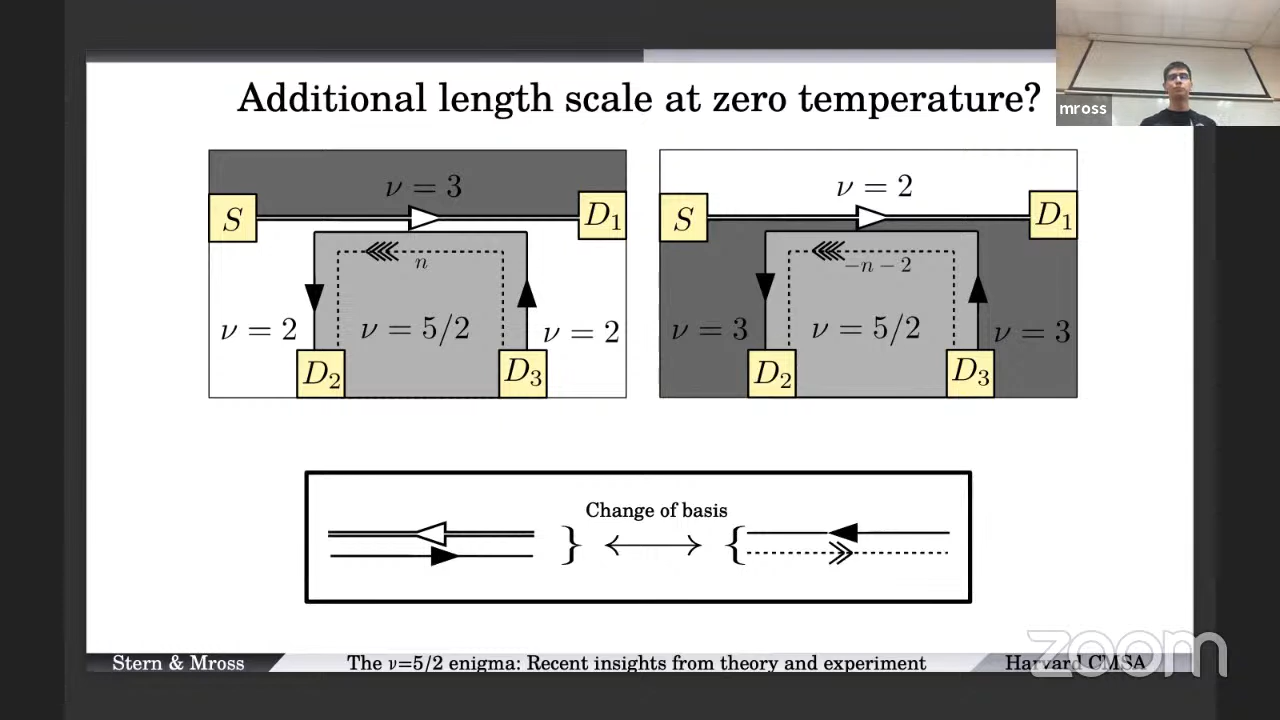 Additional length scale at zero temperature?
mross
ν = 3
S
D₁
n
ν = 2
ν = 5/2
ν = 2
D₂
D₃
ν = 2
S
D₁
−n − 2
ν = 3
ν = 5/2
ν = 3
D₂
D₃
Change of basis
Stern & Mross
The ν=5/2 enigma: Recent insights from theory and experiment
Harvard CMSA
zoom